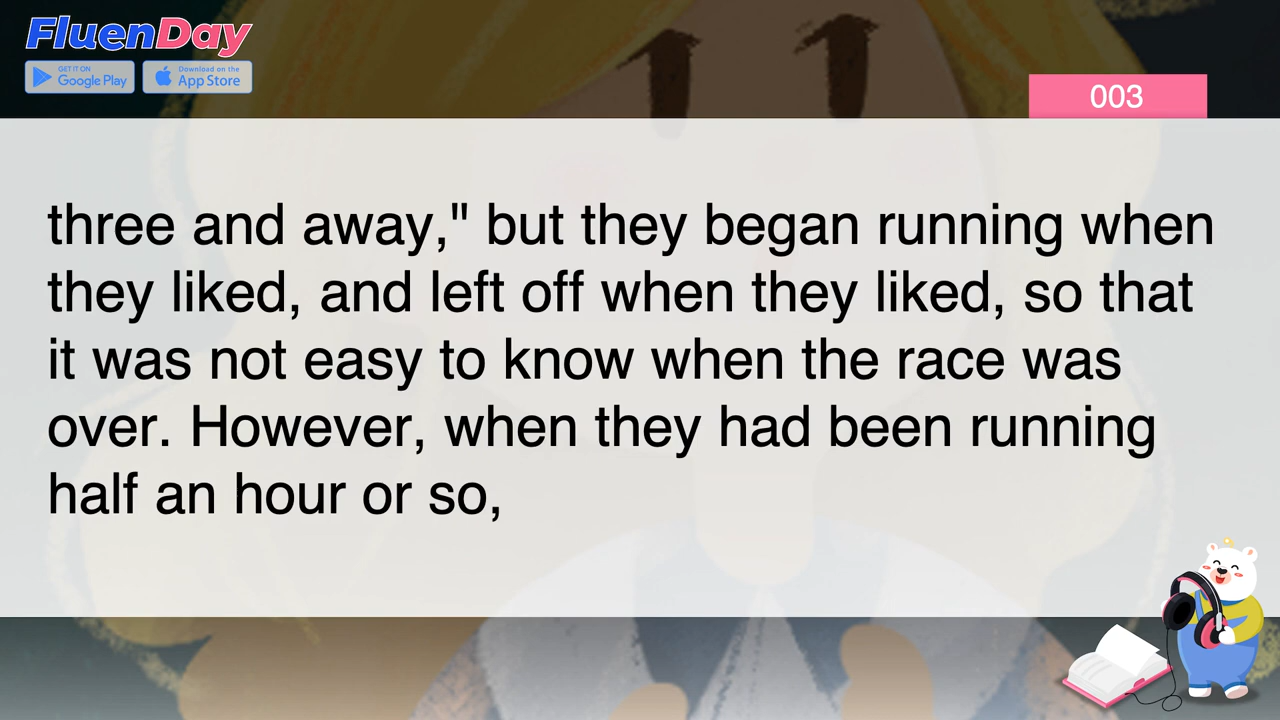 FluenDay
GET IT ON
Google Play
Download on the
App Store
003
three and away," but they began running when
they liked, and left off when they liked, so that
it was not easy to know when the race was
over. However, when they had been running
half an hour or so,